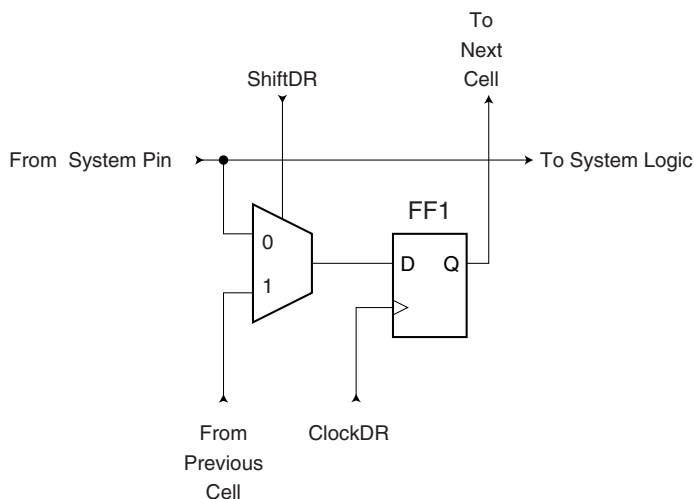 To
Next
Cell
ShiftDR
From System Pin
To System Logic
FF1
0
D Q
1
From
Previous
Cell
ClockDR